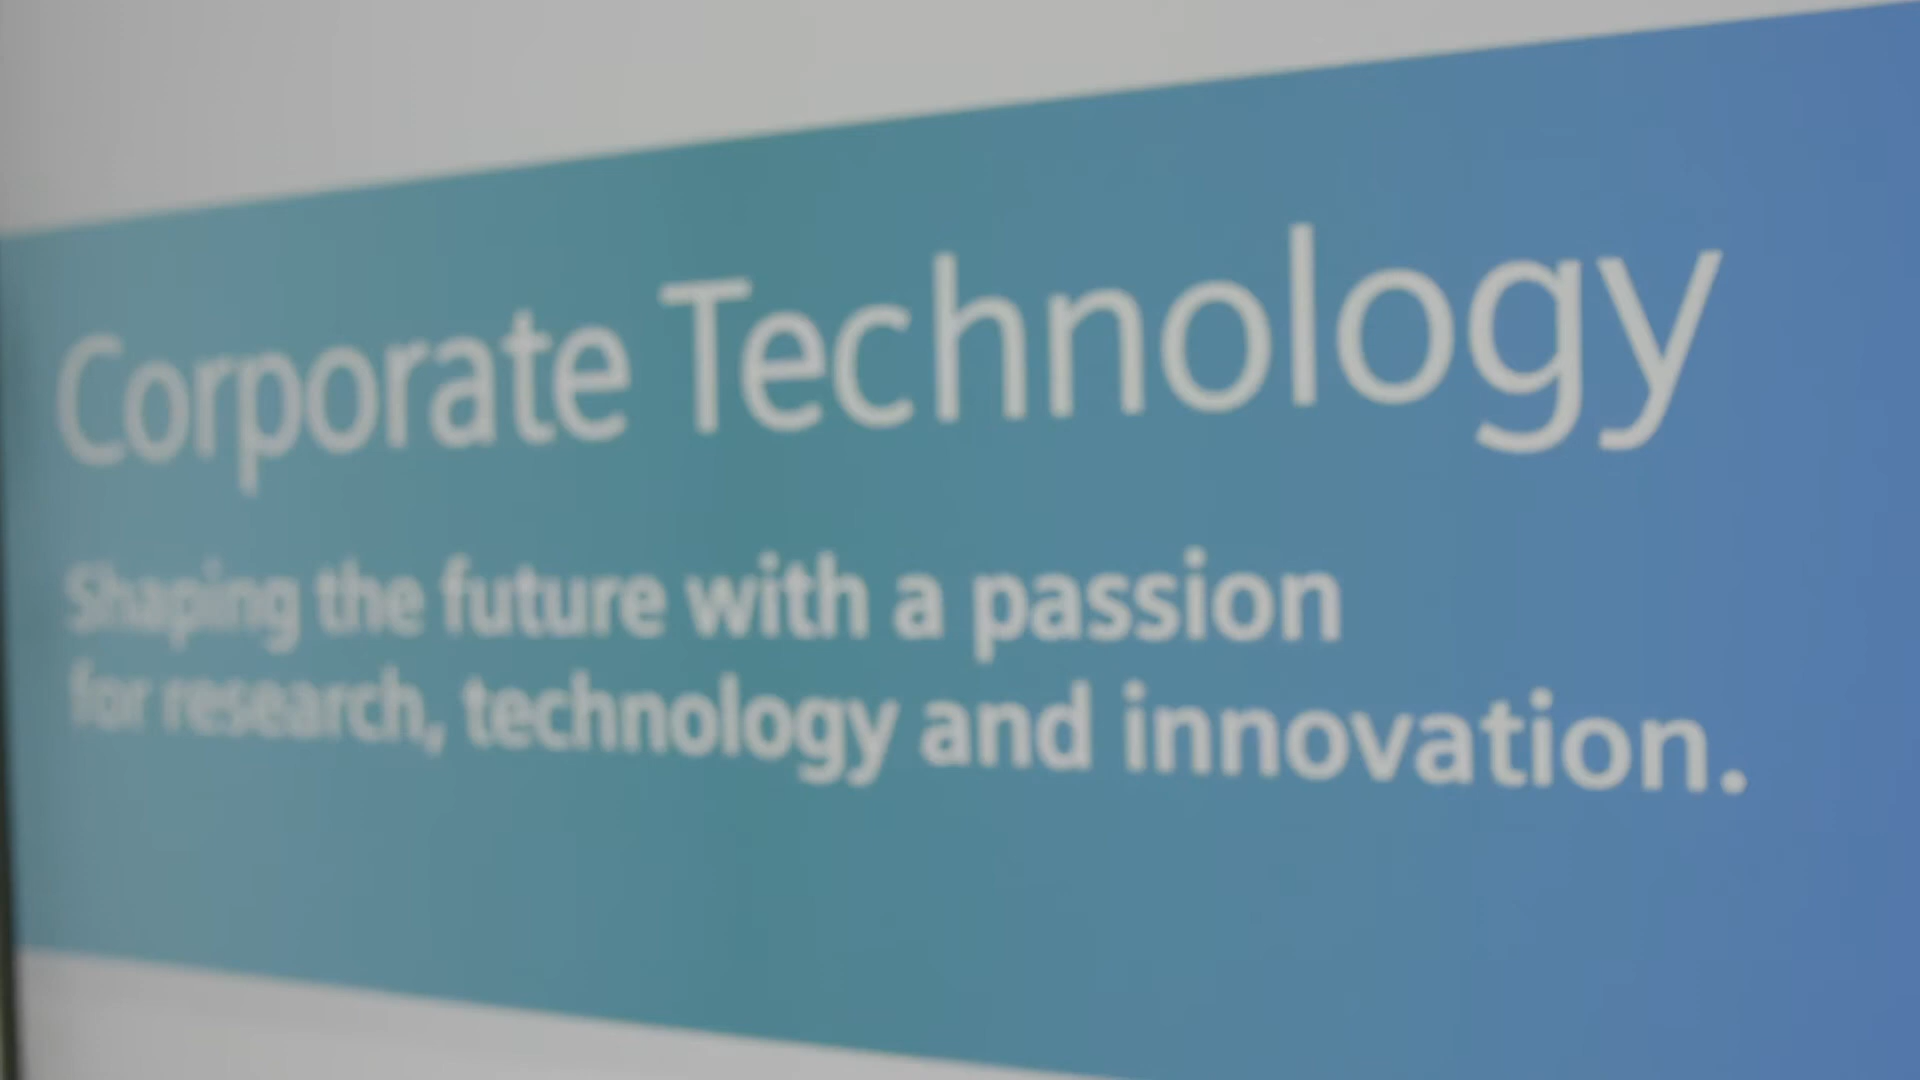 Corporate Technology
Shaping the future with a passion
for research, technology and innovation.